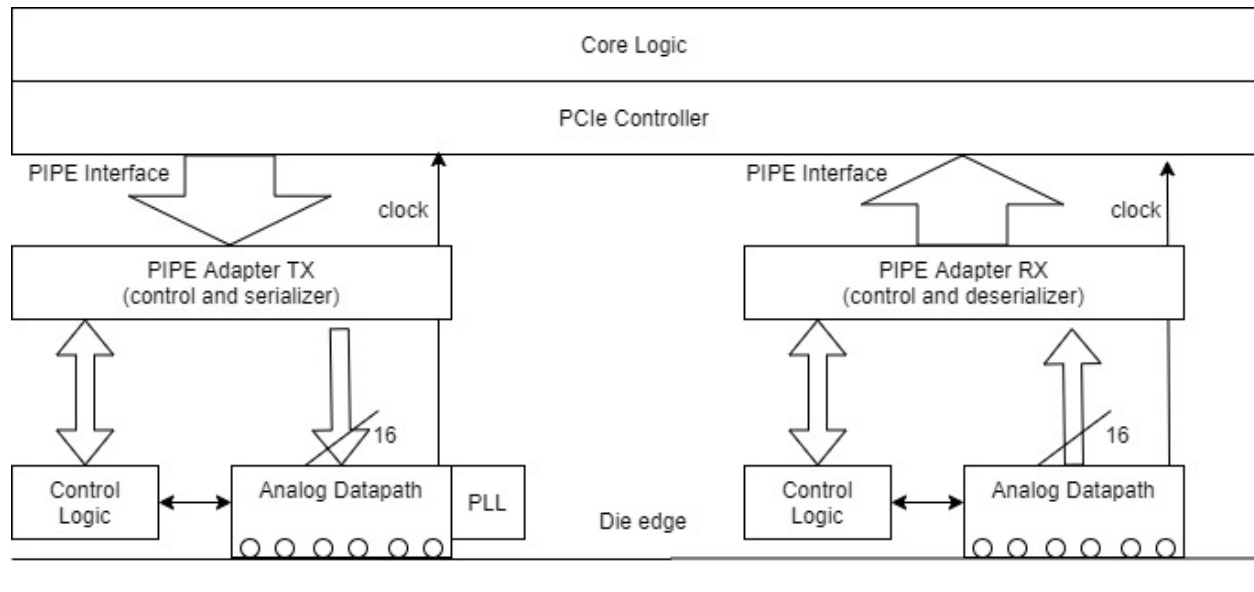 Core Logic
PCIe Controller
PIPE Interface
clock
PIPE Interface
clock
PIPE Adapter TX
(control and serializer)
PIPE Adapter RX
(control and deserializer)
16
16
Control
Logic
Analog Datapath
PLL
Die edge
Control
Logic
Analog Datapath